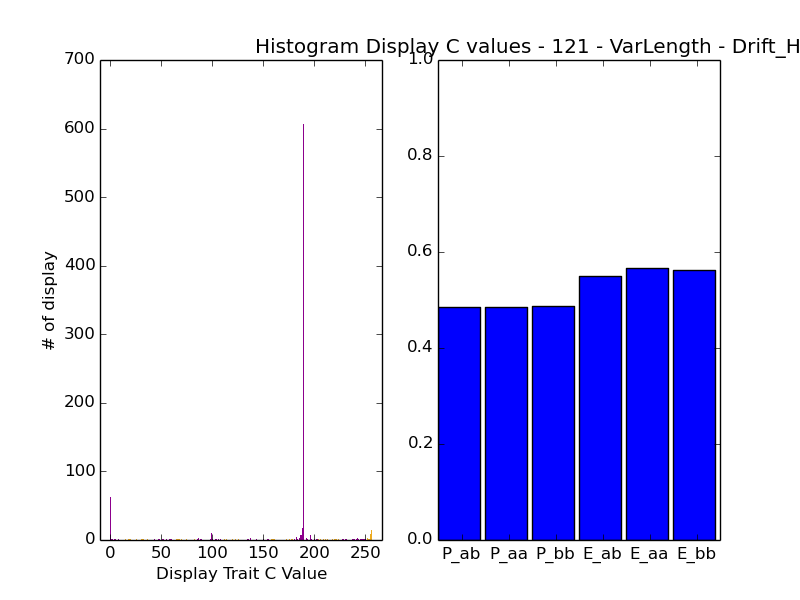 Histogram Display C values - 121 - VarLength - Drift_H
700
600
500
400
300
200
100
0
# of display
0 50 100 150 200 250
Display Trait C Value
1.0
0.8
0.6
0.4
0.2
0.0
P_ab P_aa P_bb E_ab E_aa E_bb